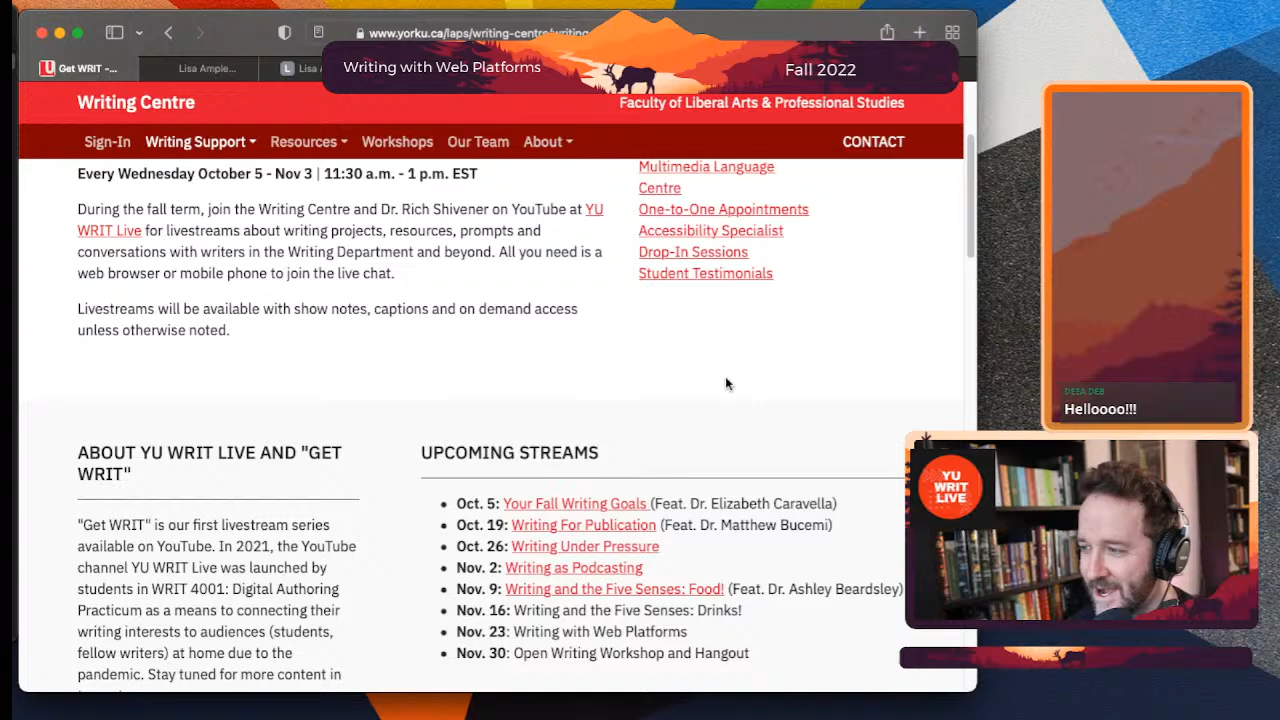 www.yorku.ca/laps/writing-centre/writing
Get WRIT -...
Lisa Ample...
L Lisa
Writing with Web Platforms
Fall 2022
Writing Centre
Faculty of Liberal Arts & Professional Studies
Sign-In Writing Support Resources Workshops Our Team About CONTACT
Every Wednesday October 5 - Nov 3 | 11:30 a.m. - 1 p.m. EST
During the fall term, join the Writing Centre and Dr. Rich Shivener on YouTube at YU
WRIT Live for livestreams about writing projects, resources, prompts and
conversations with writers in the Writing Department and beyond. All you need is a
web browser or mobile phone to join the live chat.
Livestreams will be available with show notes, captions and on demand access
unless otherwise noted.
Multimedia Language
Centre
One-to-One Appointments
Accessibility Specialist
Drop-In Sessions
Student Testimonials
ABOUT YU WRIT LIVE AND "GET
WRIT"
"Get WRIT" is our first livestream series
available on YouTube. In 2021, the YouTube
channel YU WRIT Live was launched by
students in WRIT 4001: Digital Authoring
Practicum as a means to connecting their
writing interests to audiences (students,
fellow writers) at home due to the
pandemic. Stay tuned for more content in
UPCOMING STREAMS
Oct. 5: Your Fall Writing Goals (Feat. Dr. Elizabeth Caravella)
Oct. 19: Writing For Publication (Feat. Dr. Matthew Bucemi)
Oct. 26: Writing Under Pressure
Nov. 2: Writing as Podcasting
Nov. 9: Writing and the Five Senses: Food! (Feat. Dr. Ashley Beardsley)
Nov. 16: Writing and the Five Senses: Drinks!
Nov. 23: Writing with Web Platforms
Nov. 30: Open Writing Workshop and Hangout
DEEA DEB
Helloooo!!!
YU
WRIT
LIVE